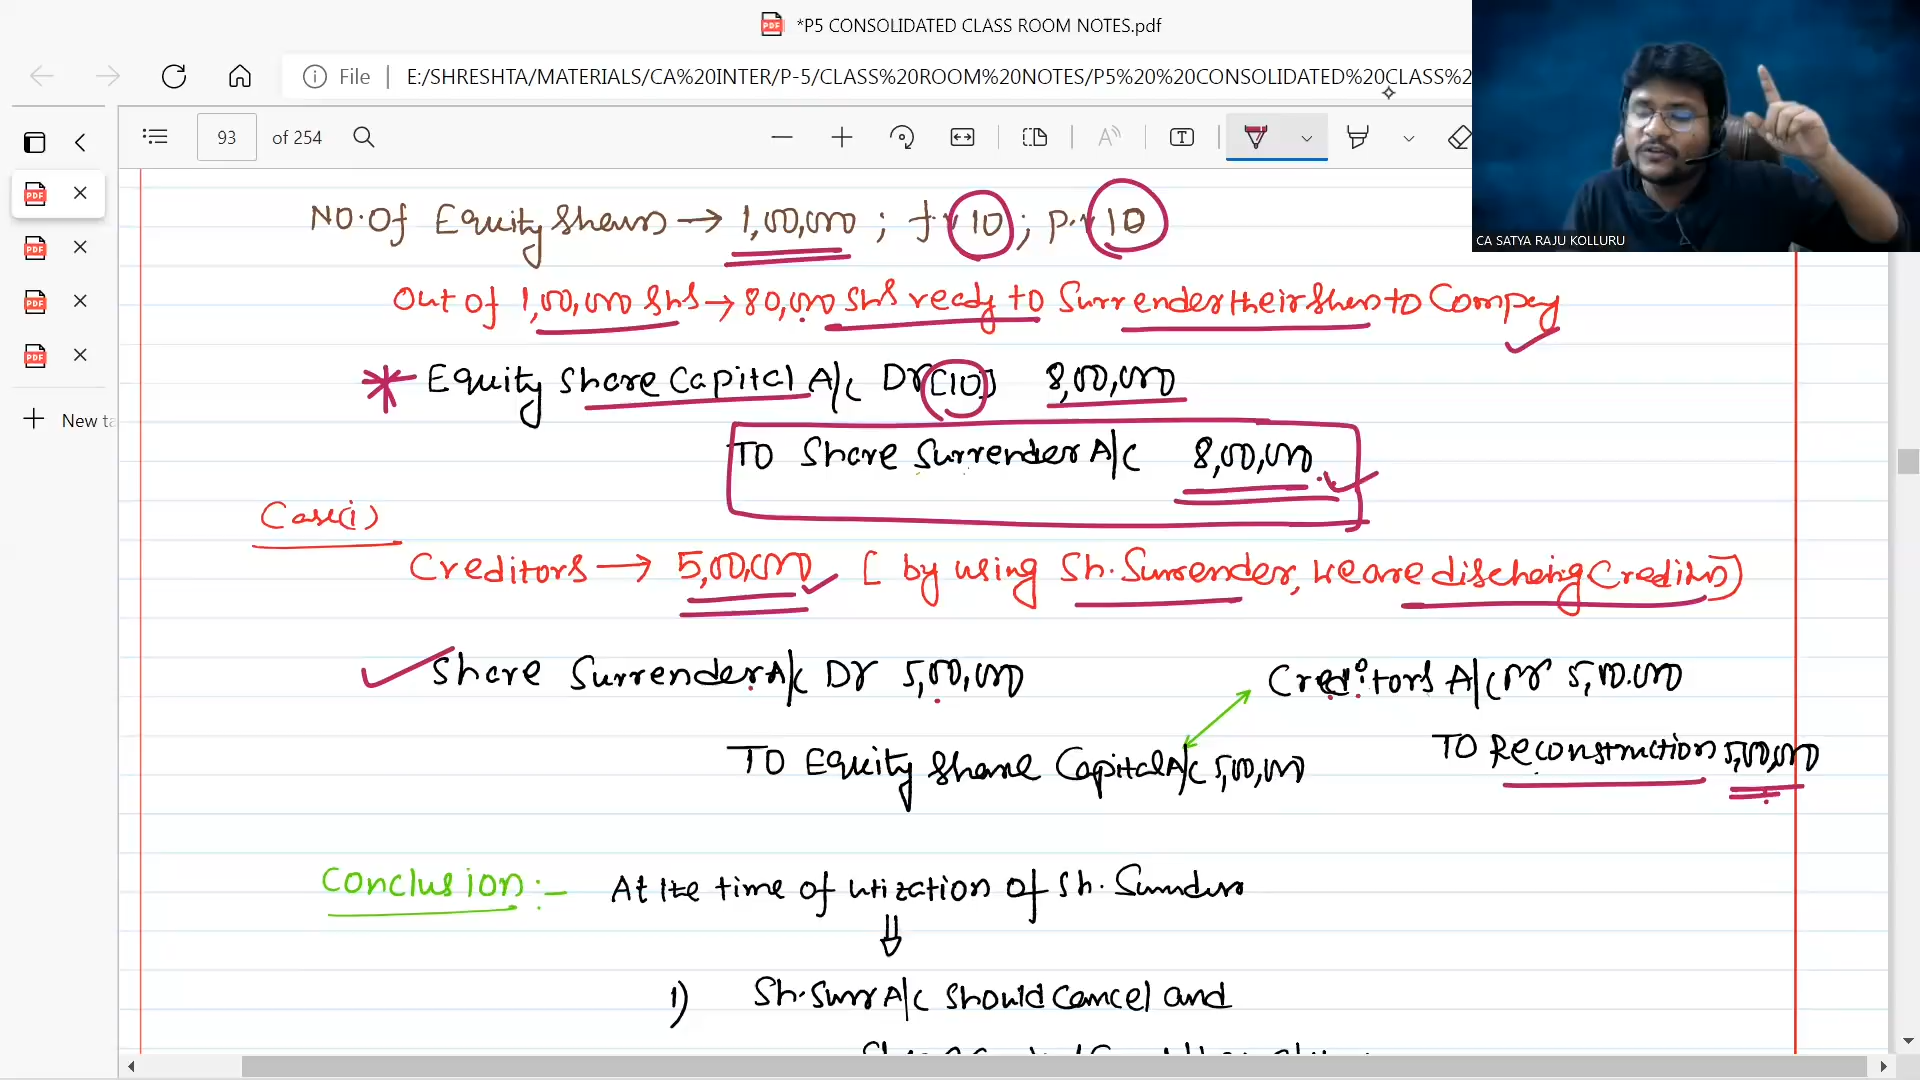 *P5 CONSOLIDATED CLASS ROOM NOTES.pdf
File | E:/SHRESHTA/MATERIALS/CA%20INTER/P-5/CLASS%20ROOM%20NOTES/P5%20%20CONSOLIDATED%20CLASS%2
93 of 254
CA SATYA RAJU KOLLURU
New ta
No. of Equity Shares → 1,00,000 ; f.v 10 ; P.v 10
Out of 1,00,000 Shs → 80,000 Shs ready to Surrender their Shares to Company
* Equity Share Capital A/c Dr [10] 8,00,000
TO Share Surrender A/c 8,00,000
Case(i)
Creditors → 5,00,000 [ by using Sh. Surrender, we are discharging Creditors]
Share Surrender A/c Dr 5,00,000
Creditors A/c Dr 5,00,000
TO Equity Share Capital A/c 5,00,000
TO Reconstruction 5,00,000
Conclusion :-
At the time of utization of Sh. Surrender
1) Sh. Surr A/c Should Cancel and